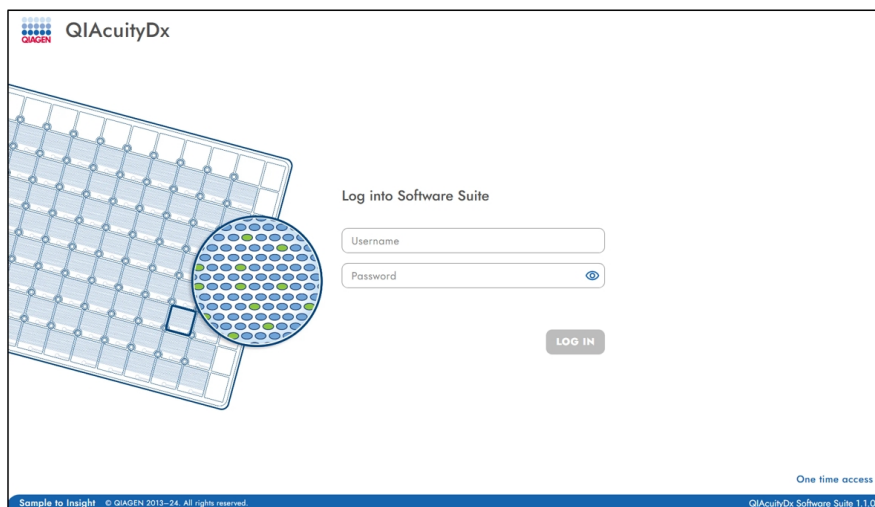 QIAGEN
QIAcuityDx
Log into Software Suite
Username
Password
LOG IN
One time access
Sample to Insight © QIAGEN 2013–24. All rights reserved.
QIAcuityDx Software Suite 1.1.0